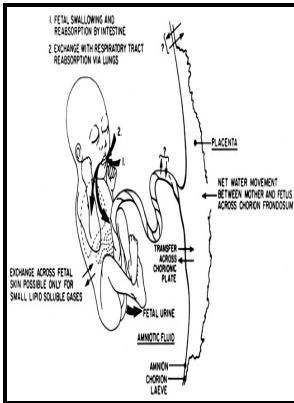 1. FETAL SWALLOWING AND
REABSORPTION BY INTESTINE
2. EXCHANGE WITH RESPIRATORY TRACT
REABSORPTION VIA LUNGS
?
2.
1.
PLACENTA
?
NET WATER MOVEMENT
BETWEEN MOTHER AND FETUS
ACROSS CHORION FRONDOSUM
TRANSFER
ACROSS
CHORIONIC
PLATE
EXCHANGE ACROSS FETAL
SKIN POSSIBLE ONLY FOR
SMALL LIPID SOLUBLE GASES
FETAL URINE
AMNIOTIC FLUID
AMNION
CHORION
LAEVE